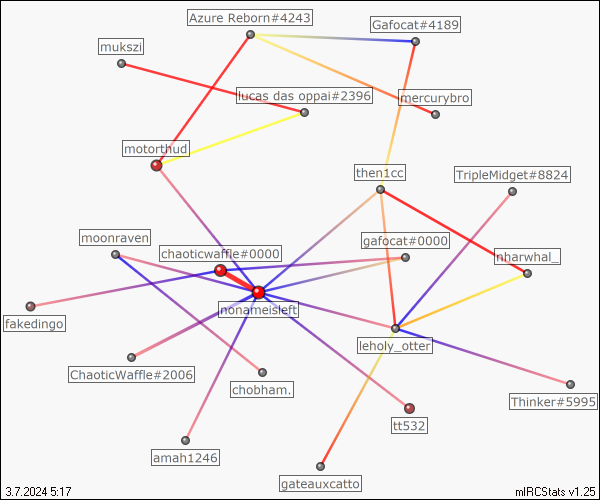 Azure Reborn#4243
Gafocat#4189
mukszi
lucas das oppai#2396
mercurybro
motorthud
then1cc
TripleMidget#8824
moonraven
gafocat#0000
chaoticwaffle#0000
nharwhal_
nonameisleft
fakedingo
leholy_otter
ChaoticWaffle#2006
chobham.
Thinker#5995
tt532
amah1246
gateauxcatto
3.7.2024 5:17
mIRCStats v1.25